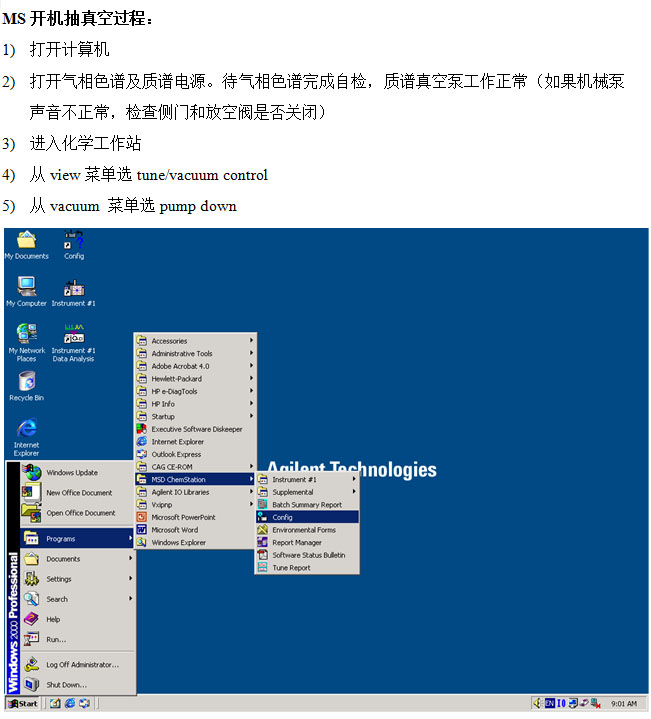 MS 开机抽真空过程：
1) 打开计算机
2) 打开气相色谱及质谱电源。待气相色谱完成自检，质谱真空泵工作正常（如果机械泵
声音不正常，检查侧门和放空阀是否关闭）
3) 进入化学工作站
4) 从 view 菜单选 tune/vacuum control
5) 从 vacuum 菜单选 pump down
My Documents
Config
My Computer
Instrument #1
My Network
Places
Instrument #1
Data Analysis
Recycle Bin
Internet
Explorer
Agilent Technologies
Accessories
Administrative Tools
Adobe Acrobat 4.0
Hewlett-Packard
HP e-DiagTools
HP Info
Startup
Executive Software Diskeeper
Internet Explorer
Outlook Express
CAG CE-ROM
MSD ChemStation
Agilent IO Libraries
Vxipnp
Microsoft PowerPoint
Microsoft Word
Windows Explorer
Instrument #1
Supplemental
Batch Summary Report
Config
Environmental Forms
Report Manager
Software Status Bulletin
Tune Report
Windows 2000 Professional
Windows Update
New Office Document
Open Office Document
Programs
Documents
Settings
Search
Help
Run...
Log Off Administrator...
Shut Down...
Start
EN
9:01 AM